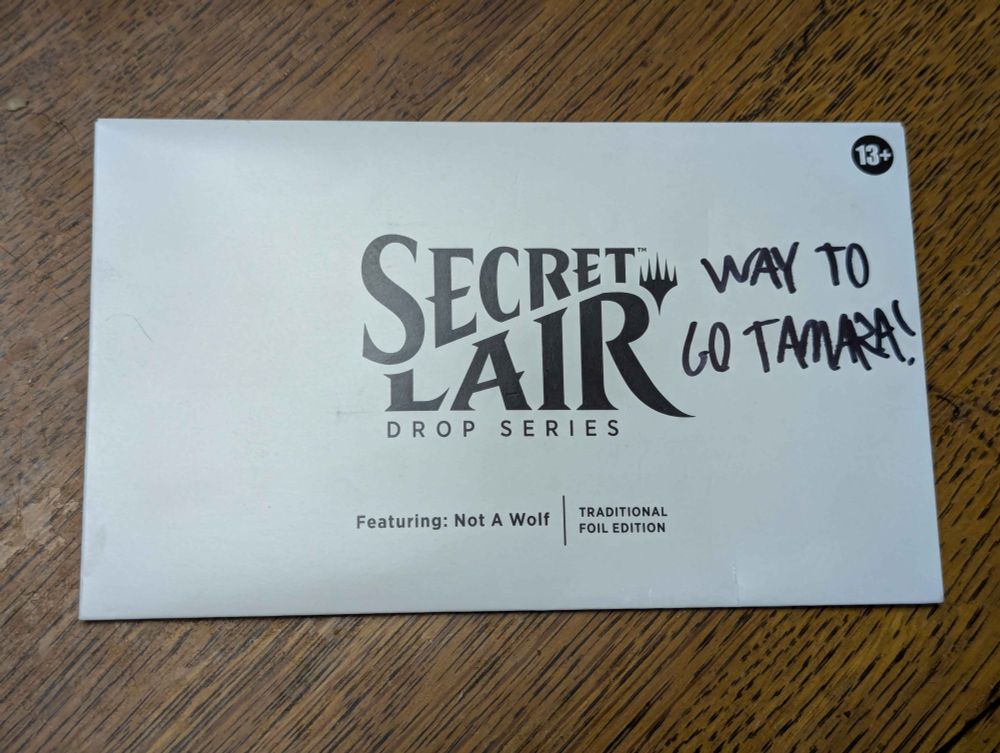 13+
SECRET™
LAIR
DROP SERIES
WAY TO
GO TAMARA!
Featuring: Not A Wolf
TRADITIONAL
FOIL EDITION